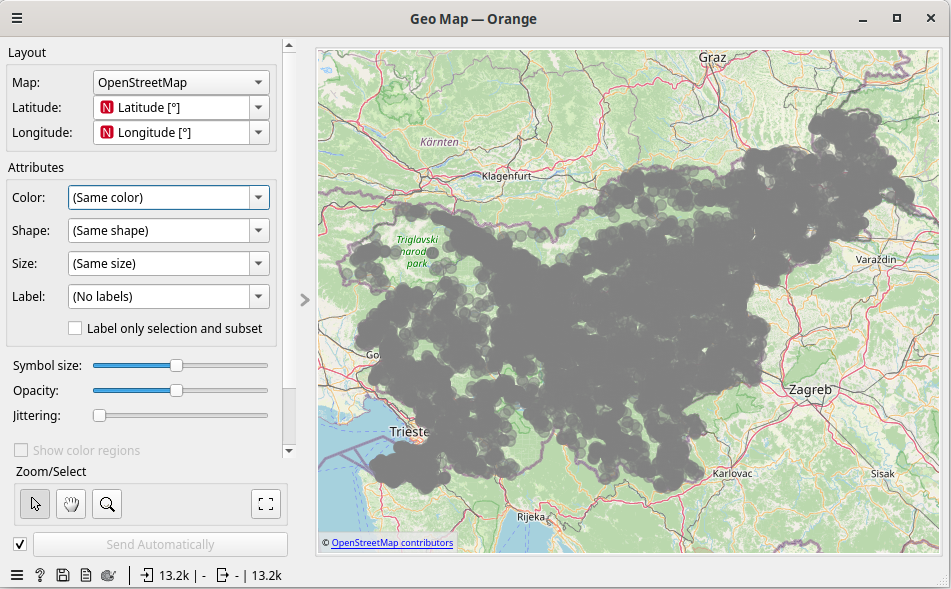 Geo Map — Orange
Layout
Map: OpenStreetMap
Latitude: N Latitude [°]
Longitude: N Longitude [°]
Attributes
Color: (Same color)
Shape: (Same shape)
Size: (Same size)
Label: (No labels)
Label only selection and subset
Symbol size:
Opacity:
Jittering:
Show color regions
Zoom/Select
Send Automatically
13.2k | -
- | 13.2k
Graz
Kärnten
Klagenfurt
Triglavski
narod
park
Varaždin
Go
Zagreb
Trieste
Karlovac
Sisak
Rijeka
© OpenStreetMap contributors